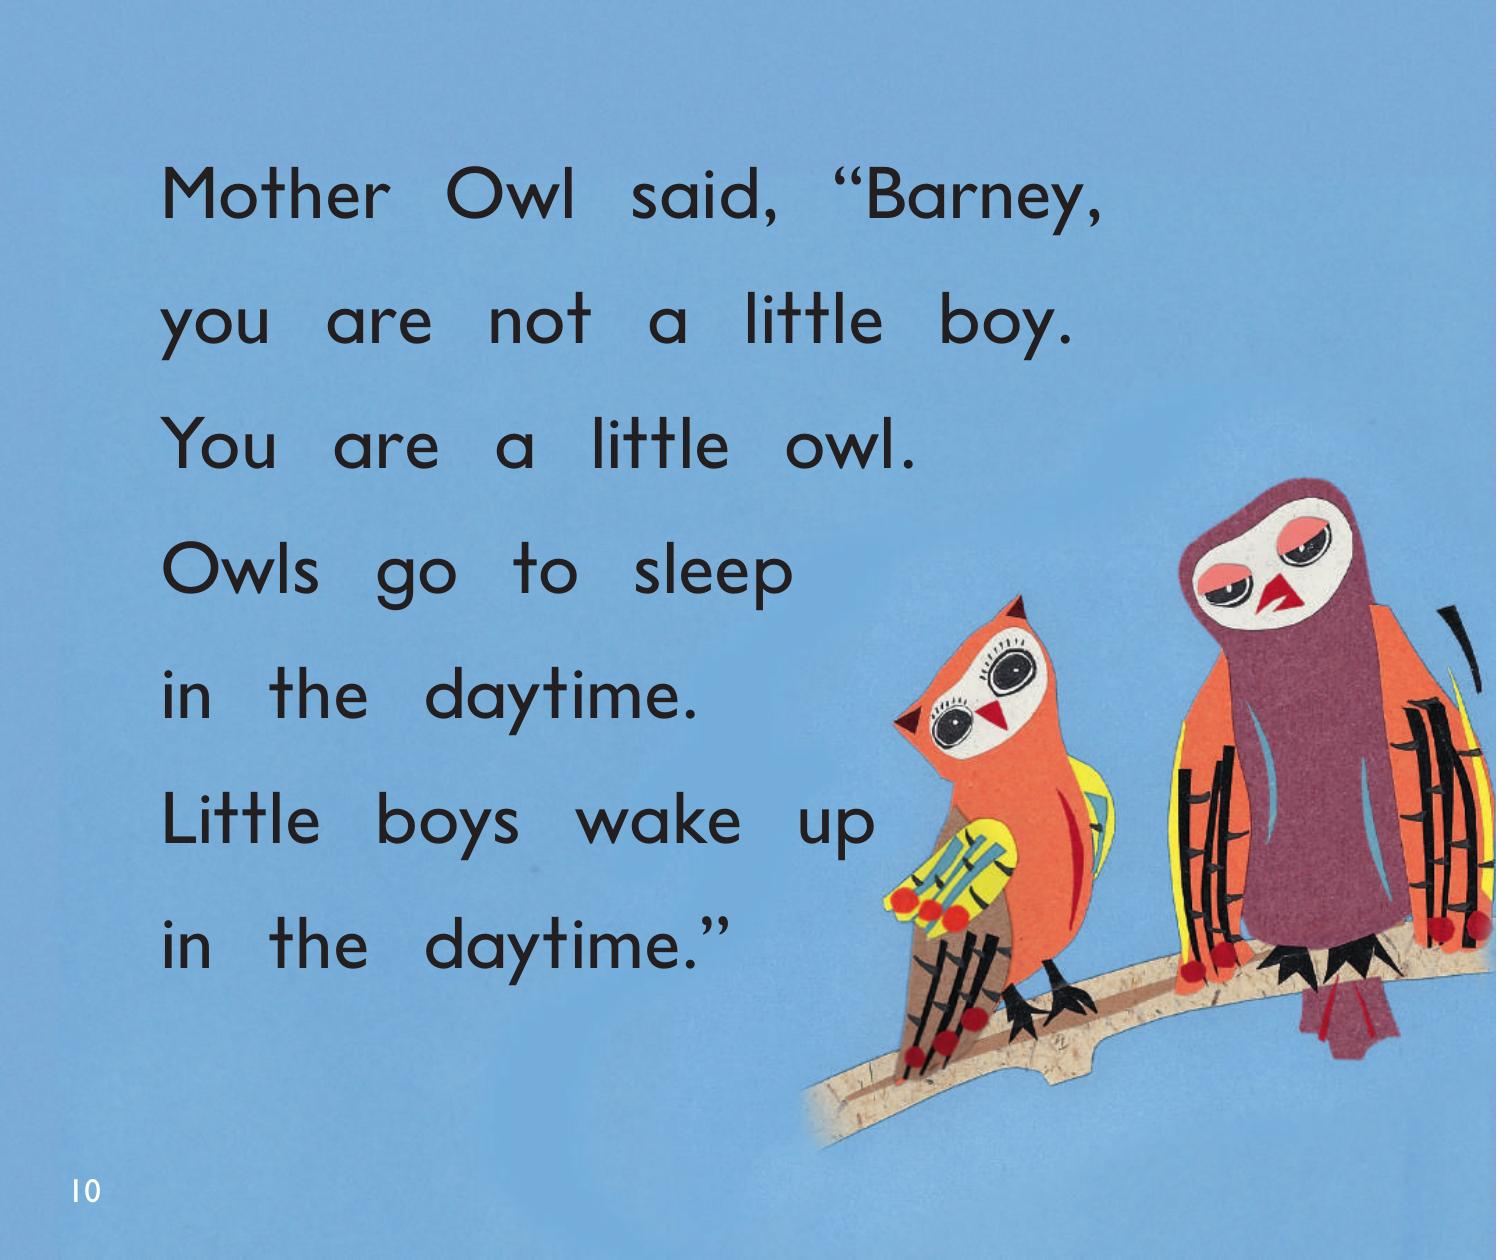 Mother Owl said, “Barney,
you are not a little boy.
You are a little owl.
Owls go to sleep
in the daytime.
Little boys wake up
in the daytime.”
10